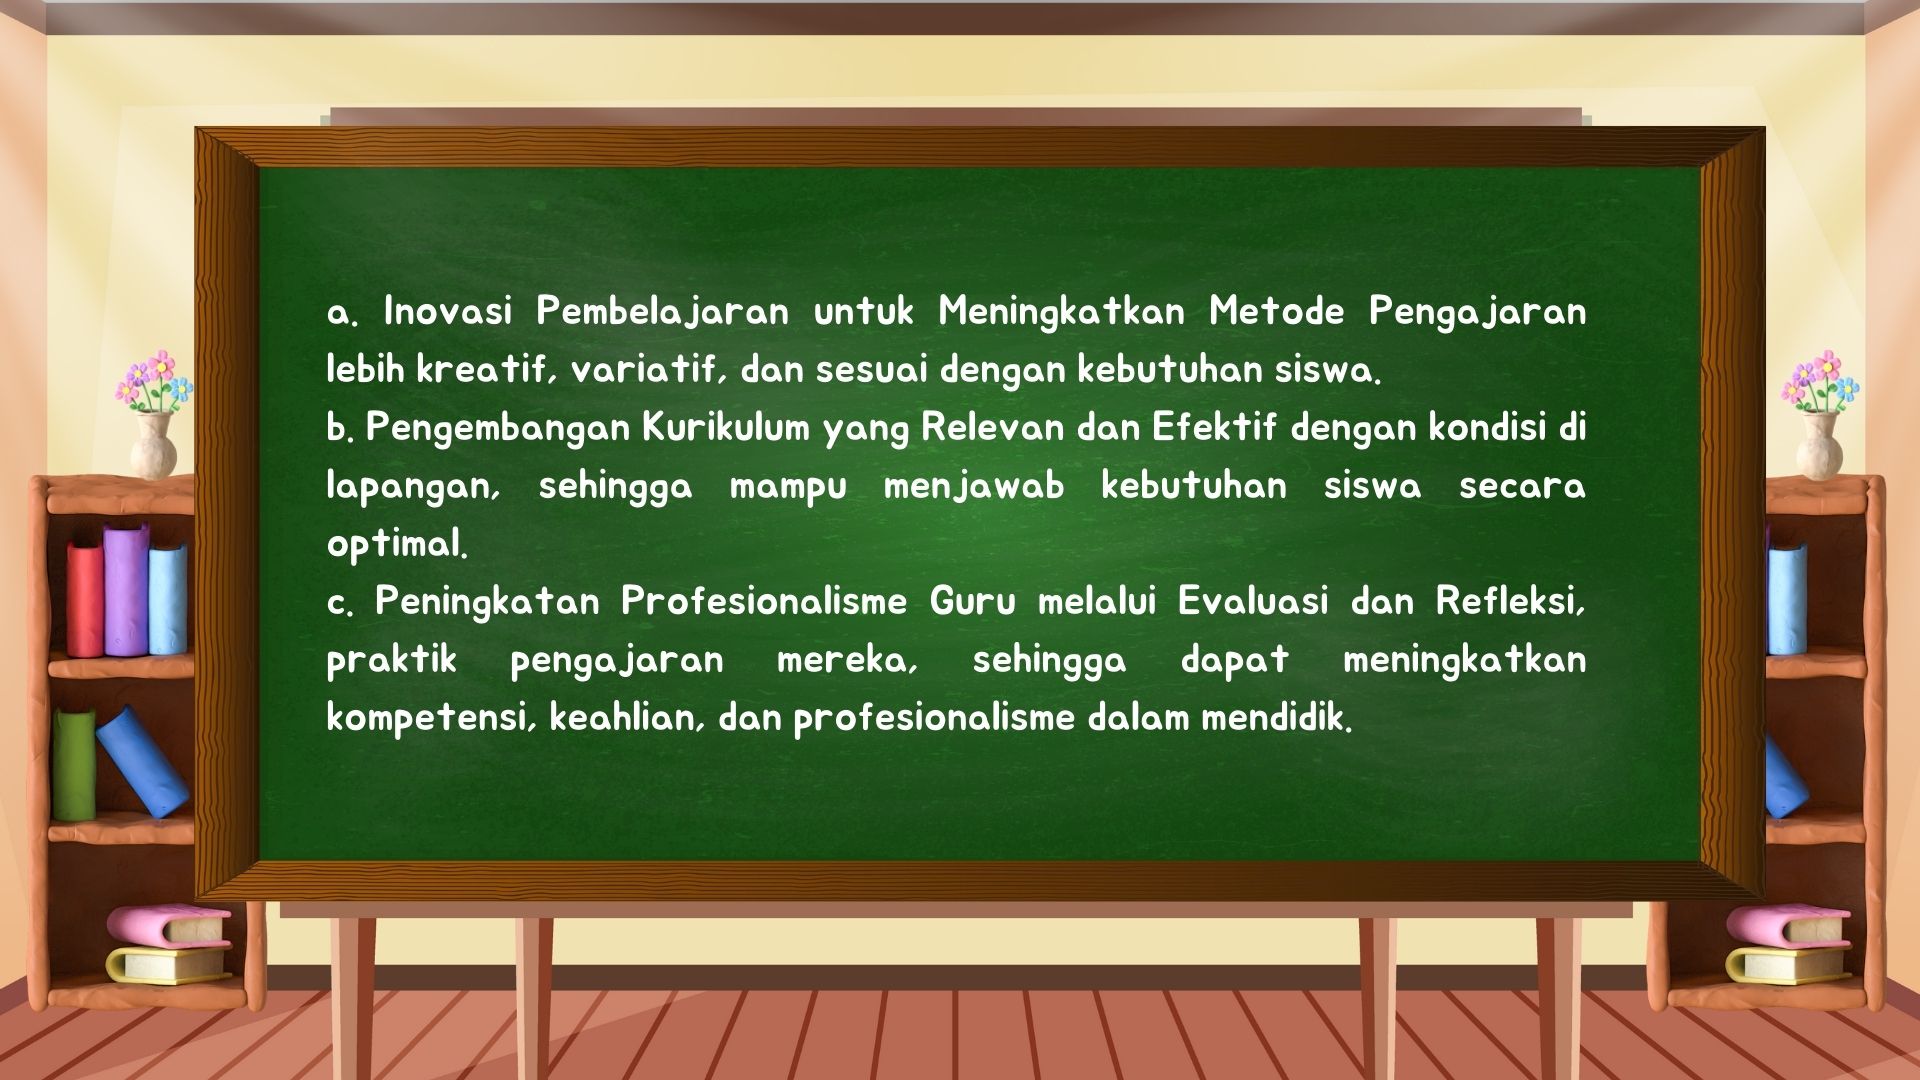 a. Inovasi Pembelajaran untuk Meningkatkan Metode Pengajaran
lebih kreatif, variatif, dan sesuai dengan kebutuhan siswa.
b. Pengembangan Kurikulum yang Relevan dan Efektif dengan kondisi di
lapangan, sehingga mampu menjawab kebutuhan siswa secara
optimal.
c. Peningkatan Profesionalisme Guru melalui Evaluasi dan Refleksi,
praktik pengajaran mereka, sehingga dapat meningkatkan
kompetensi, keahlian, dan profesionalisme dalam mendidik.